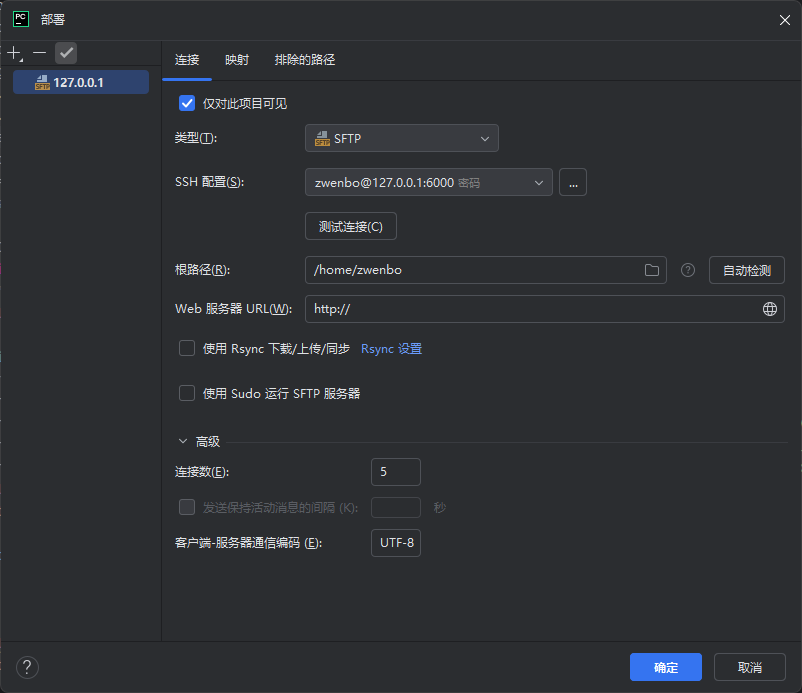 PC
部署
127.0.0.1
SFTP
连接 映射 排除的路径
仅对此项目可见
类型(T): SFTP SFTP
SSH 配置(S): zwenbo@127.0.0.1:6000 密码 ...
测试连接(C)
根路径(R): /home/zwenbo ? 自动检测
Web 服务器 URL(W): http://
使用 Rsync 下载/上传/同步 Rsync 设置
使用 Sudo 运行 SFTP 服务器
高级
连接数(E): 5
发送保持活动消息的间隔 (K): 秒
客户端-服务器通信编码 (E): UTF-8
? 确定 取消